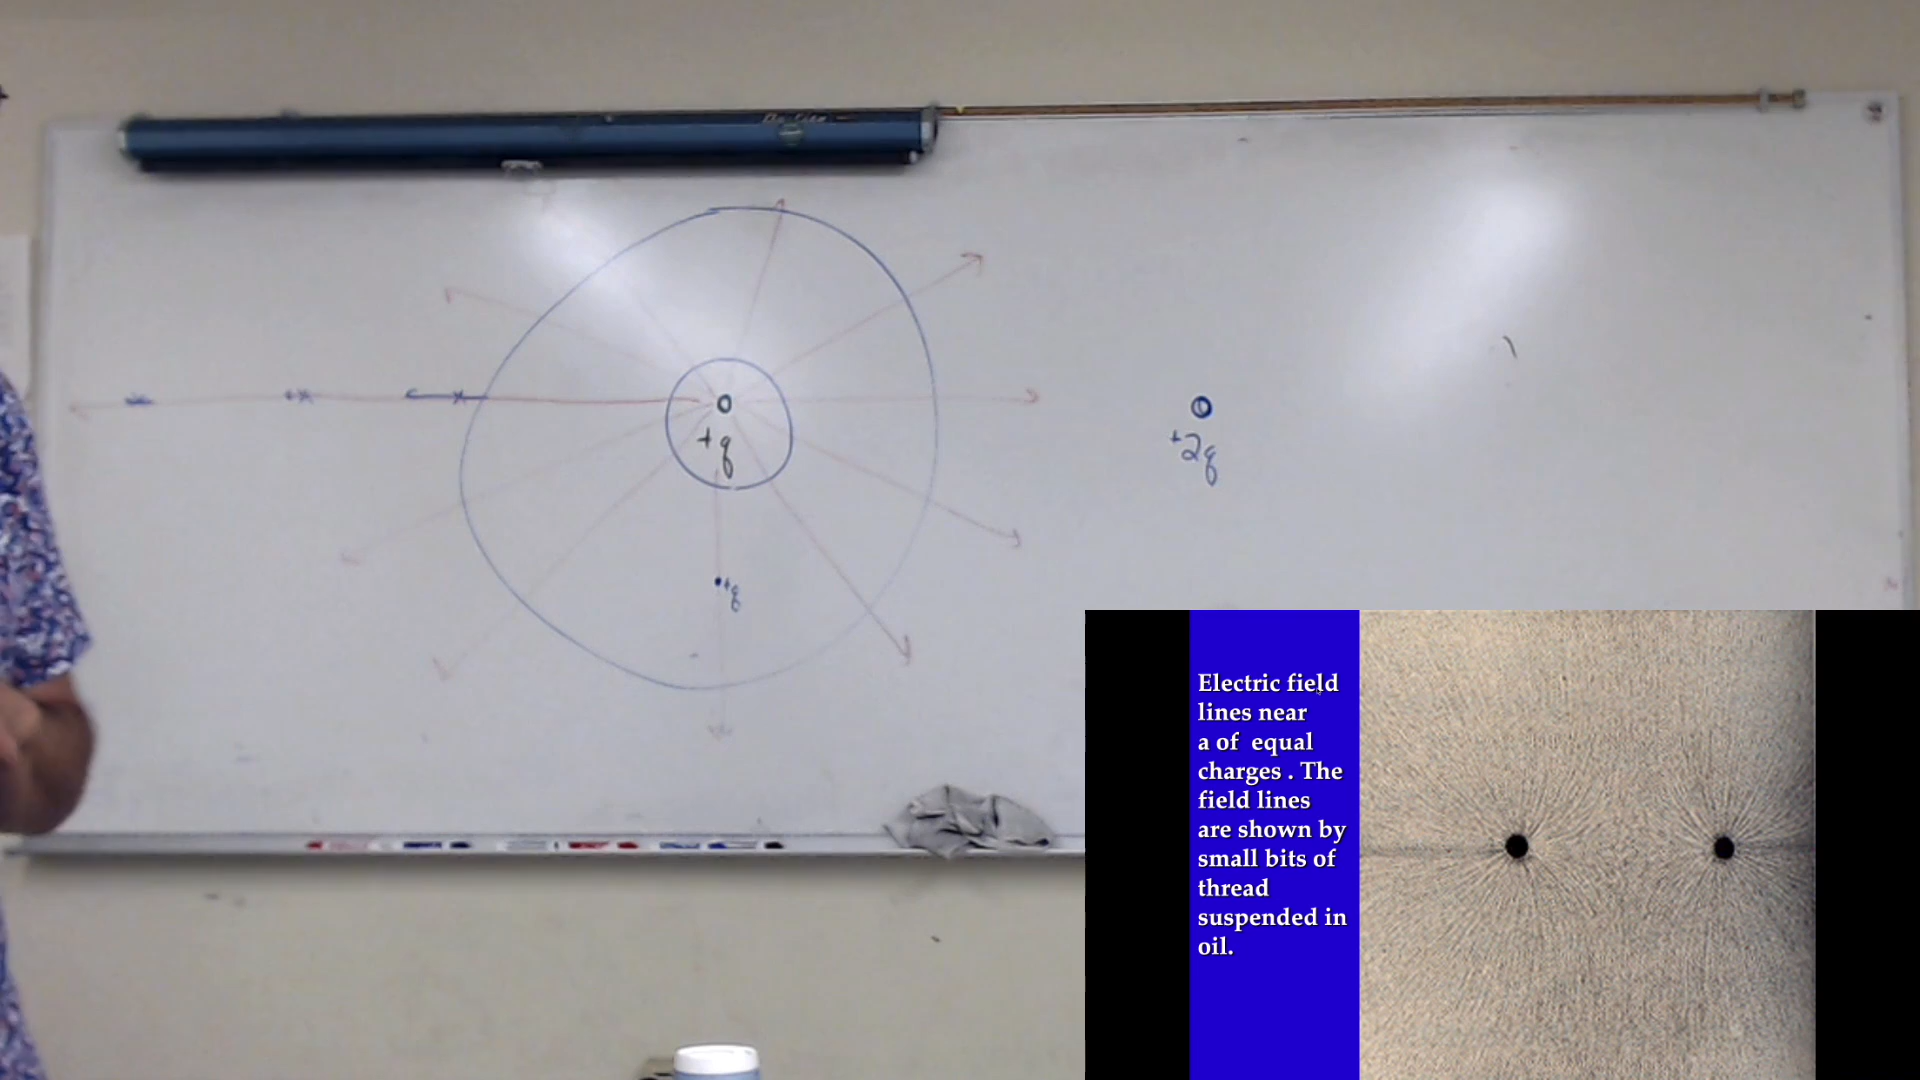 +q
+2q
+q
Electric field
lines near
a of equal
charges . The
field lines
are shown by
small bits of
thread
suspended in
oil.